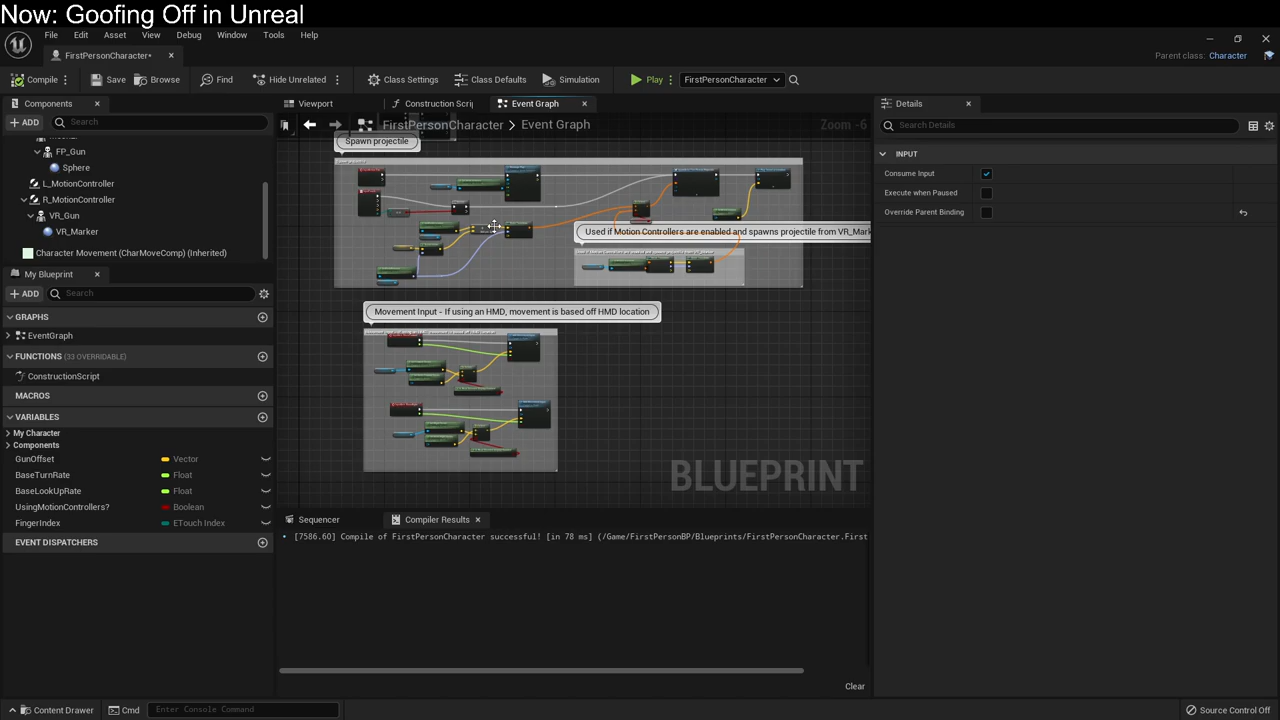 Now: Goofing Off in Unreal
File Edit Asset View Debug Window Tools Help
FirstPersonCharacter*
Parent class: Character
Compile Save Browse Find Hide Unrelated Class Settings Class Defaults Simulation Play FirstPersonCharacter
Components
Viewport Construction Scrip Event Graph
Details
ADD Search
FirstPersonCharacter > Event Graph Zoom -6
Search Details
FP_Gun
Sphere
L_MotionController
R_MotionController
VR_Gun
VR_Marker
Character Movement (CharMoveComp) (Inherited)
My Blueprint
ADD Search
GRAPHS
EventGraph
FUNCTIONS (33 OVERRIDABLE)
ConstructionScript
MACROS
VARIABLES
My Character
Components
GunOffset Vector
BaseTurnRate Float
BaseLookUpRate Float
UsingMotionControllers? Boolean
FingerIndex ETouch Index
EVENT DISPATCHERS
Spawn projectile
Used if Motion Controllers are enabled and spawns projectile from VR_Mark
Movement Input - If using an HMD, movement is based off HMD location
BLUEPRINT
INPUT
Consume Input
Execute when Paused
Override Parent Binding
Sequencer Compiler Results
[7586.60] Compile of FirstPersonCharacter successful! [in 78 ms] (/Game/FirstPersonBP/Blueprints/FirstPersonCharacter.First
Clear
Content Drawer Cmd Enter Console Command Source Control Off